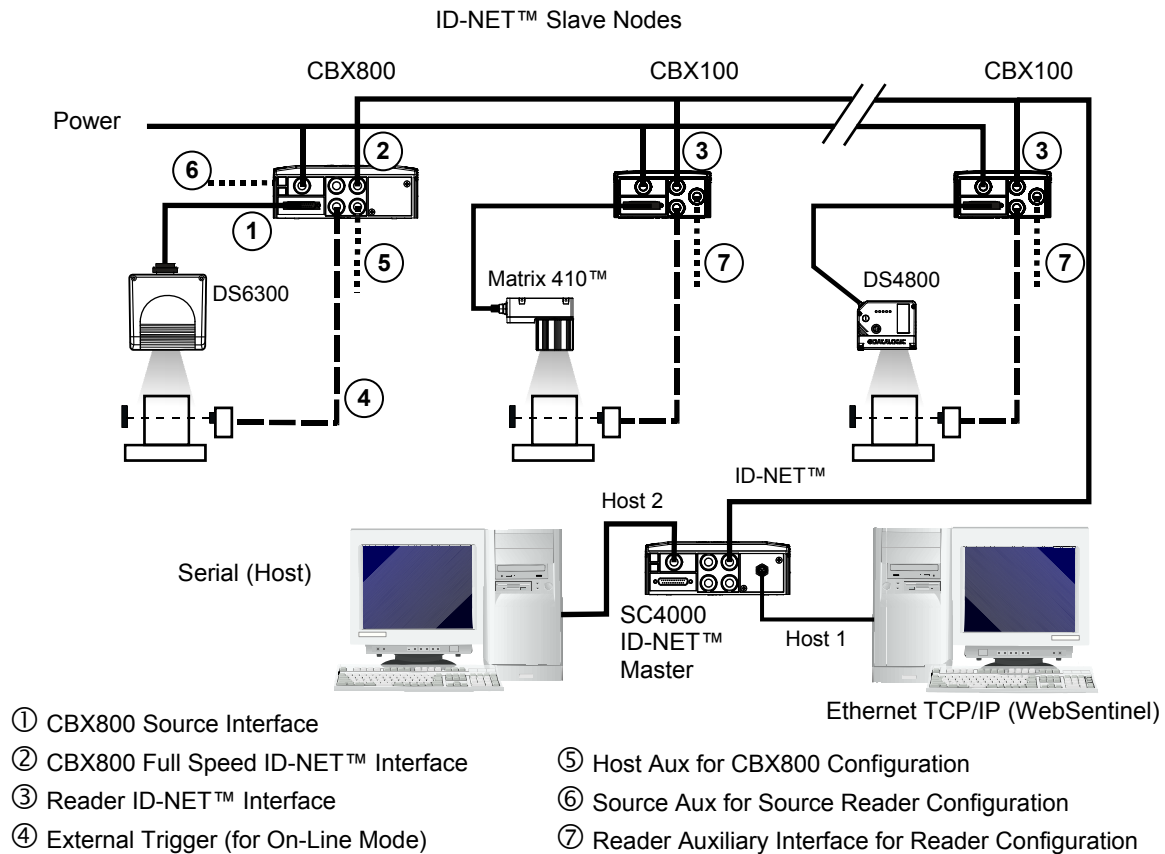 ID-NET™ Slave Nodes
CBX800
CBX100
CBX100
Power
2
3
3
6
1
5
7
7
DS6300
Matrix 410™
DS4800
DATALOGIC
4
ID-NET™
Host 2
Serial (Host)
SC4000
ID-NET™
Master
Host 1
Ethernet TCP/IP (WebSentinel)
① CBX800 Source Interface
② CBX800 Full Speed ID-NET™ Interface
③ Reader ID-NET™ Interface
④ External Trigger (for On-Line Mode)
⑤ Host Aux for CBX800 Configuration
⑥ Source Aux for Source Reader Configuration
⑦ Reader Auxiliary Interface for Reader Configuration